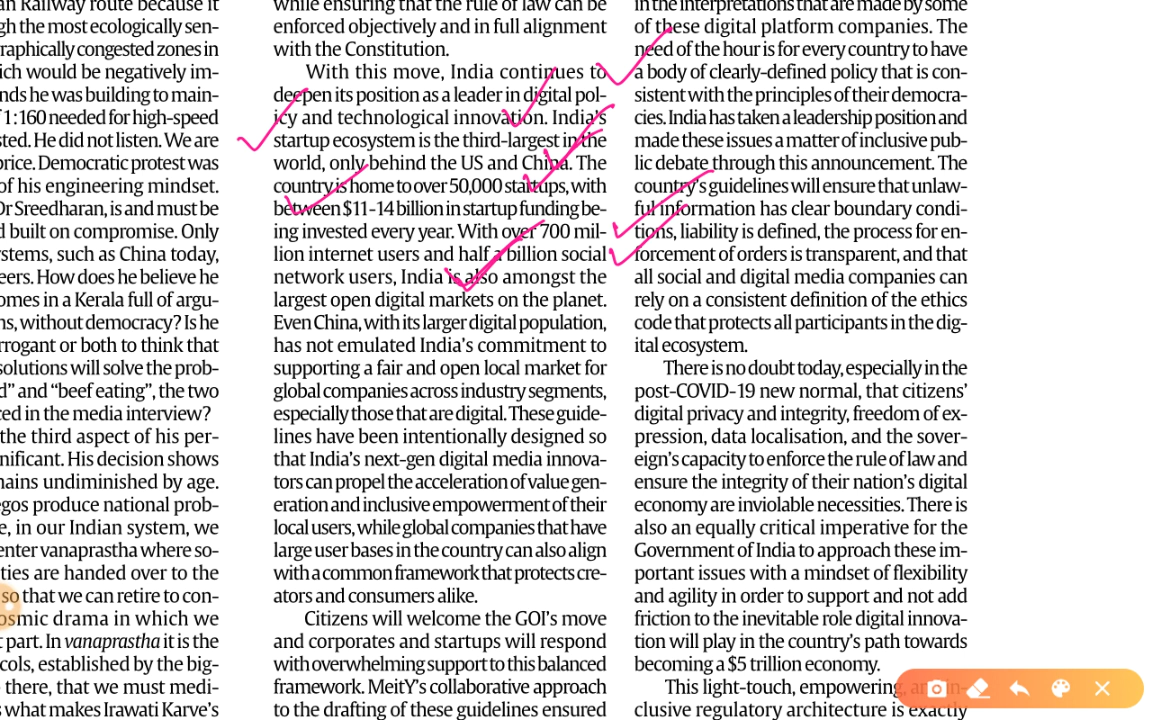 an Railway route because it
gh the most ecologically sen-
raphically congested zones in
ich would be negatively im-
nds he was building to main-
1:160 needed for high-speed
sted. He did not listen. We are
price. Democratic protest was
of his engineering mindset.
Dr Sreedharan, is and must be
d built on compromise. Only
stems, such as China today,
eers. How does he believe he
omes in a Kerala full of argu-
ns, without democracy? Is he
rrogant or both to think that
solutions will solve the prob-
d” and “beef eating”, the two
ced in the media interview?
the third aspect of his per-
nificant. His decision shows
nains undiminished by age.
egos produce national prob-
e, in our Indian system, we
enter vanaprastha where so-
ties are handed over to the
so that we can retire to con-
osmic drama in which we
part. In vanaprastha it is the
cols, established by the big-
there, that we must medi-
s what makes Irawati Karve’s
while ensuring that the rule of law can be
enforced objectively and in full alignment
with the Constitution.
With this move, India continues to
deepen its position as a leader in digital pol-
icy and technological innovation. India’s
startup ecosystem is the third-largest in the
world, only behind the US and China. The
country is home to over 50,000 startups, with
between $11-14 billion in startup funding be-
ing invested every year. With over 700 mil-
lion internet users and half a billion social
network users, India is also amongst the
largest open digital markets on the planet.
Even China, with its larger digital population,
has not emulated India’s commitment to
supporting a fair and open local market for
global companies across industry segments,
especially those that are digital. These guide-
lines have been intentionally designed so
that India’s next-gen digital media innova-
tors can propel the acceleration of value gen-
eration and inclusive empowerment of their
local users, while global companies that have
large user bases in the country can also align
with a common framework that protects cre-
ators and consumers alike.
Citizens will welcome the GOI’s move
and corporates and startups will respond
with overwhelming support to this balanced
framework. MeitY’s collaborative approach
to the drafting of these guidelines ensured
in the interpretations that are made by some
of these digital platform companies. The
need of the hour is for every country to have
a body of clearly-defined policy that is con-
sistent with the principles of their democra-
cies. India has taken a leadership position and
made these issues a matter of inclusive pub-
lic debate through this announcement. The
country’s guidelines will ensure that unlaw-
ful information has clear boundary condi-
tions, liability is defined, the process for en-
forcement of orders is transparent, and that
all social and digital media companies can
rely on a consistent definition of the ethics
code that protects all participants in the dig-
ital ecosystem.
There is no doubt today, especially in the
post-COVID-19 new normal, that citizens’
digital privacy and integrity, freedom of ex-
pression, data localisation, and the sover-
eign’s capacity to enforce the rule of law and
ensure the integrity of their nation’s digital
economy are inviolable necessities. There is
also an equally critical imperative for the
Government of India to approach these im-
portant issues with a mindset of flexibility
and agility in order to support and not add
friction to the inevitable role digital innova-
tion will play in the country’s path towards
becoming a $5 trillion economy.
This light-touch, empowering, and in-
clusive regulatory architecture is exactly